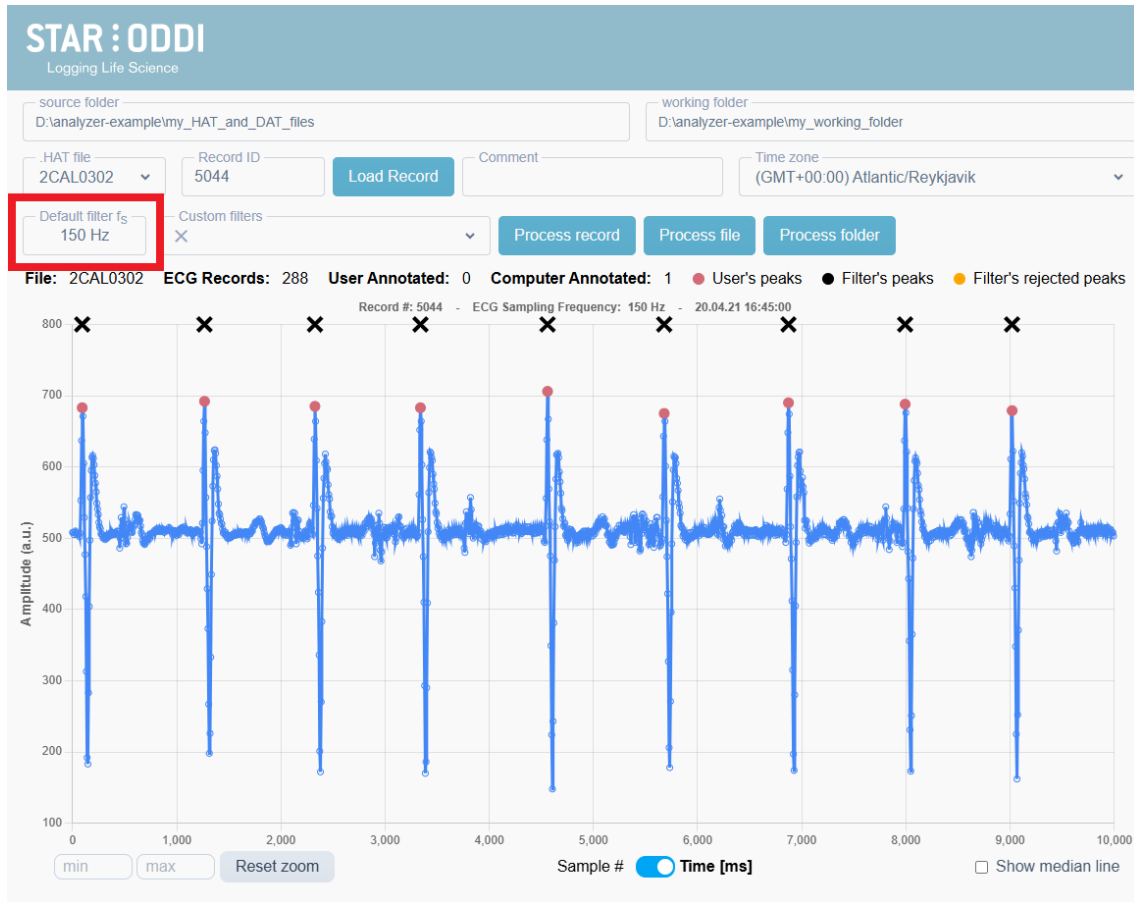 STAR : ODDI
Logging Life Science
source folder
D:\analyzer-example\my_HAT_and_DAT_files
working folder
D:\analyzer-example\my_working_folder
.HAT file
2CAL0302
Record ID
5044
Load Record
Comment
Time zone
(GMT+00:00) Atlantic/Reykjavik
Default filter fS
150 Hz
Custom filters
Process record
Process file
Process folder
File: 2CAL0302 ECG Records: 288 User Annotated: 0 Computer Annotated: 1 User's peaks Filter's peaks Filter's rejected peaks
Record #: 5044 - ECG Sampling Frequency: 150 Hz - 20.04.21 16:45:00
Amplitude (a.u.)
800
700
600
500
400
300
200
100
0 1,000 2,000 3,000 4,000 5,000 6,000 7,000 8,000 9,000 10,000
min max Reset zoom Sample # Time [ms] Show median line